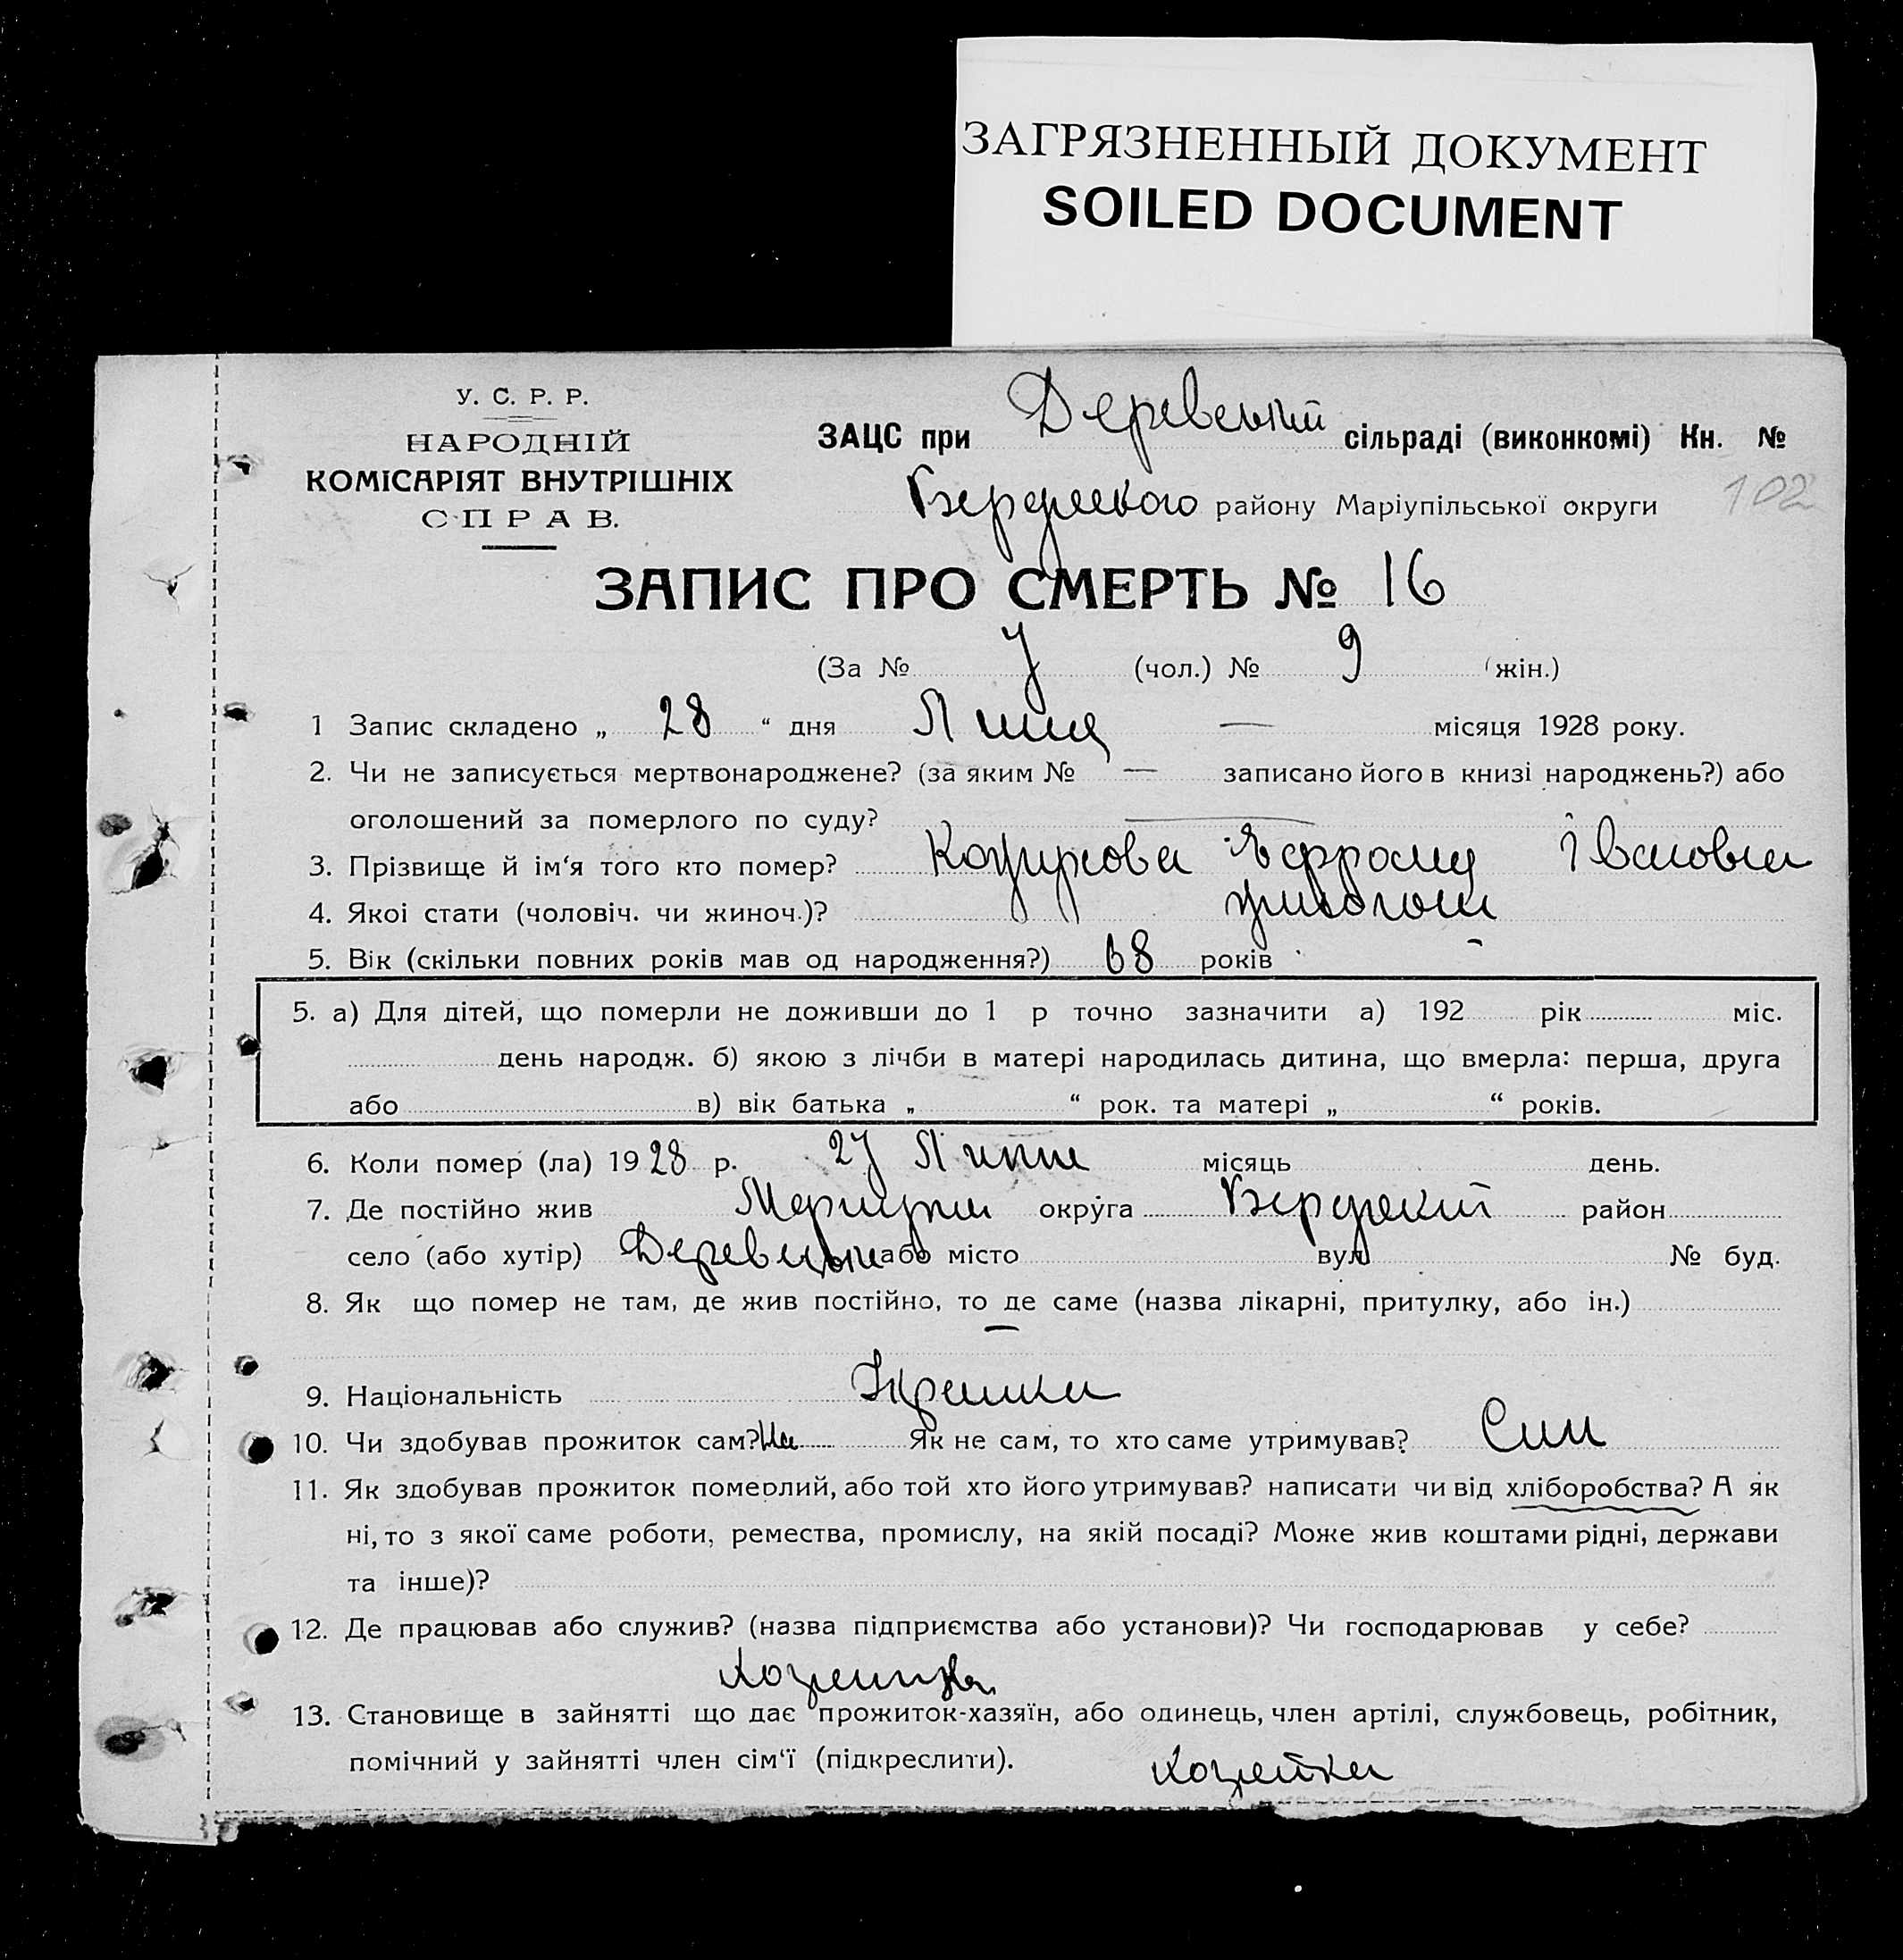 ЗАГРЯЗНЕННЫЙ ДОКУМЕНТ
SOILED DOCUMENT
У. С. Р. Р.
НАРОДНІЙ
КОМІСАРІЯТ ВНУТРІШНІХ
СПРАВ.
ЗАЦС при сільраді (виконкомі) Кн. №
району Маріупільської округи 102
ЗАПИС ПРО СМЕРТЬ № 16
(За № 7 (чол.) № 9 (жін.)
1 Запис складено „ 28 “ дня Липця — місяця 1928 року.
2. Чи не записується мертвонароджене? (за яким № — записано його в книзі народжень?) або
оголошений за померлого по суду? —
3. Прізвище й ім‘я того кто помер? Івановна
4. Якоі стати (чоловіч. чи жиноч.)?
5. Вік (скільки повних років мав од народження?) 68 років
5. а) Для дітей, що померли не доживши до 1 р точно зазначити а) 192 рік міс.
день народж. б) якою з лічби в матері народилась дитина, що вмерла: перша, друга
або в) вік батька „ “ рок. та матері „ “ років.
6. Коли помер (ла) 1928 р. 27 Липня місяць день.
7. Де постійно жив округа район
село (або хутір) або місто вул № буд.
8. Як що помер не там, де жив постійно, то де саме (назва лікарні, притулку, або ін.)
—
9. Національність
10. Чи здобував прожиток сам? Ні Як не сам, то хто саме утримував? Син
11. Як здобував прожиток померлий, або той хто його утримував? написати чи від хліборобства? А як
ні, то з якої саме роботи, ремества, промислу, на якій посаді? Може жив коштами рідні, держави
та інше)?
12. Де працював або служив? (назва підприємства або установи)? Чи господарював у себе?
13. Становище в зайнятті що дає прожиток-хазяїн, або одинець, член артілі, службовець, робітник,
помічний у зайнятті член сім‘ї (підкреслити).